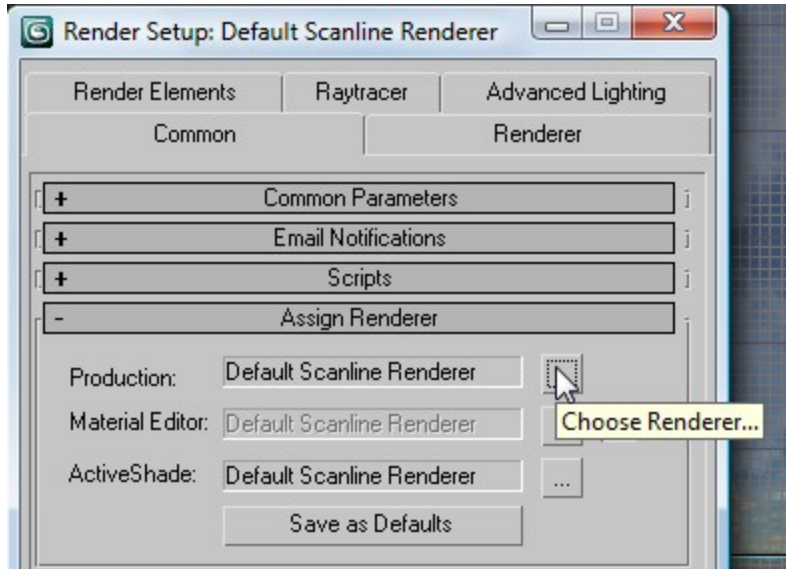 Render Setup: Default Scanline Renderer
Render Elements
Raytracer
Advanced Lighting
Common
Renderer
+ Common Parameters
+ Email Notifications
+ Scripts
- Assign Renderer
Production: Default Scanline Renderer
Choose Renderer...
Material Editor: Default Scanline Renderer
ActiveShade: Default Scanline Renderer ...
Save as Defaults